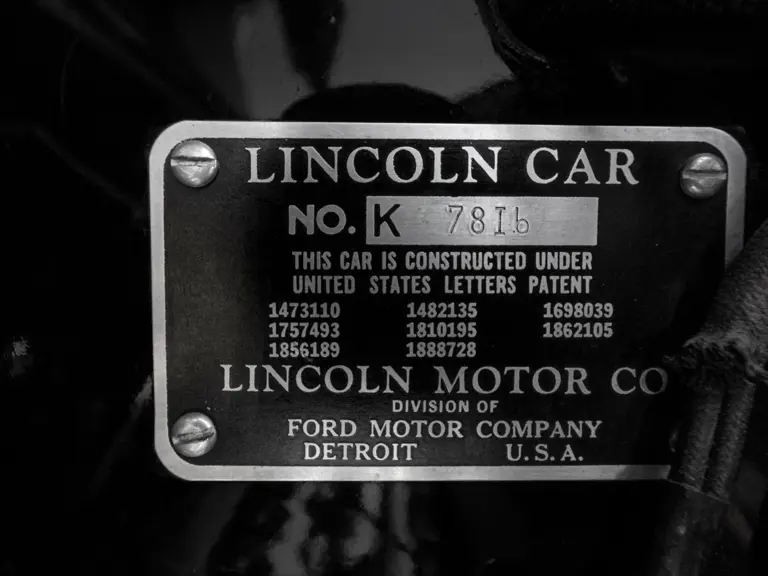 LINCOLN CAR
NO. K 7816
THIS CAR IS CONSTRUCTED UNDER
UNITED STATES LETTERS PATENT
1473110 1482135 1698039
1757493 1810195 1862105
1856189 1888728
LINCOLN MOTOR CO
DIVISION OF
FORD MOTOR COMPANY
DETROIT U.S.A.